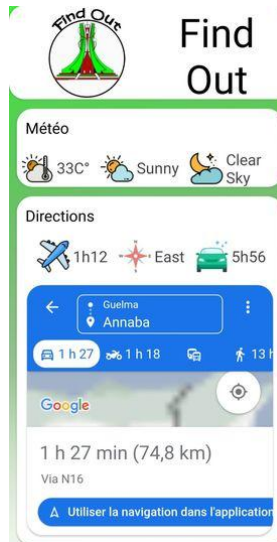 Find Out
Find
Out
Météo
33C°
Sunny
Clear
Sky
Directions
1h12
East
5h56
Guelma
Annaba
1 h 27
1 h 18
13 h
Google
1 h 27 min (74,8 km)
Via N16
Utiliser la navigation dans l'application